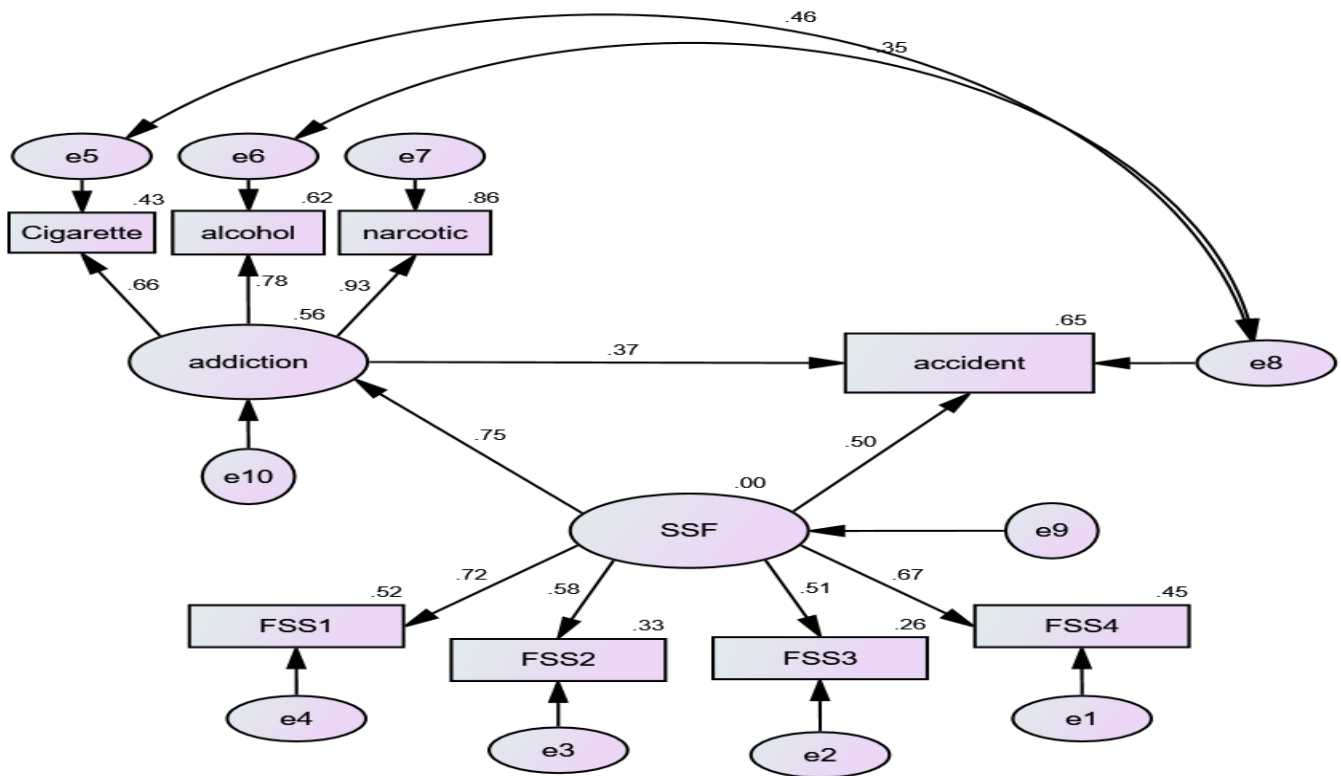 .46
-.35
e5
e6
e7
.43
.62
.86
Cigarette
alcohol
narcotic
.66
.78
.93
.56
.65
addiction
.37
accident
e8
.75
.50
e10
.00
SSF
e9
.72
.58
.51
.67
.52
.33
.26
.45
FSS1
FSS2
FSS3
FSS4
e4
e3
e2
e1